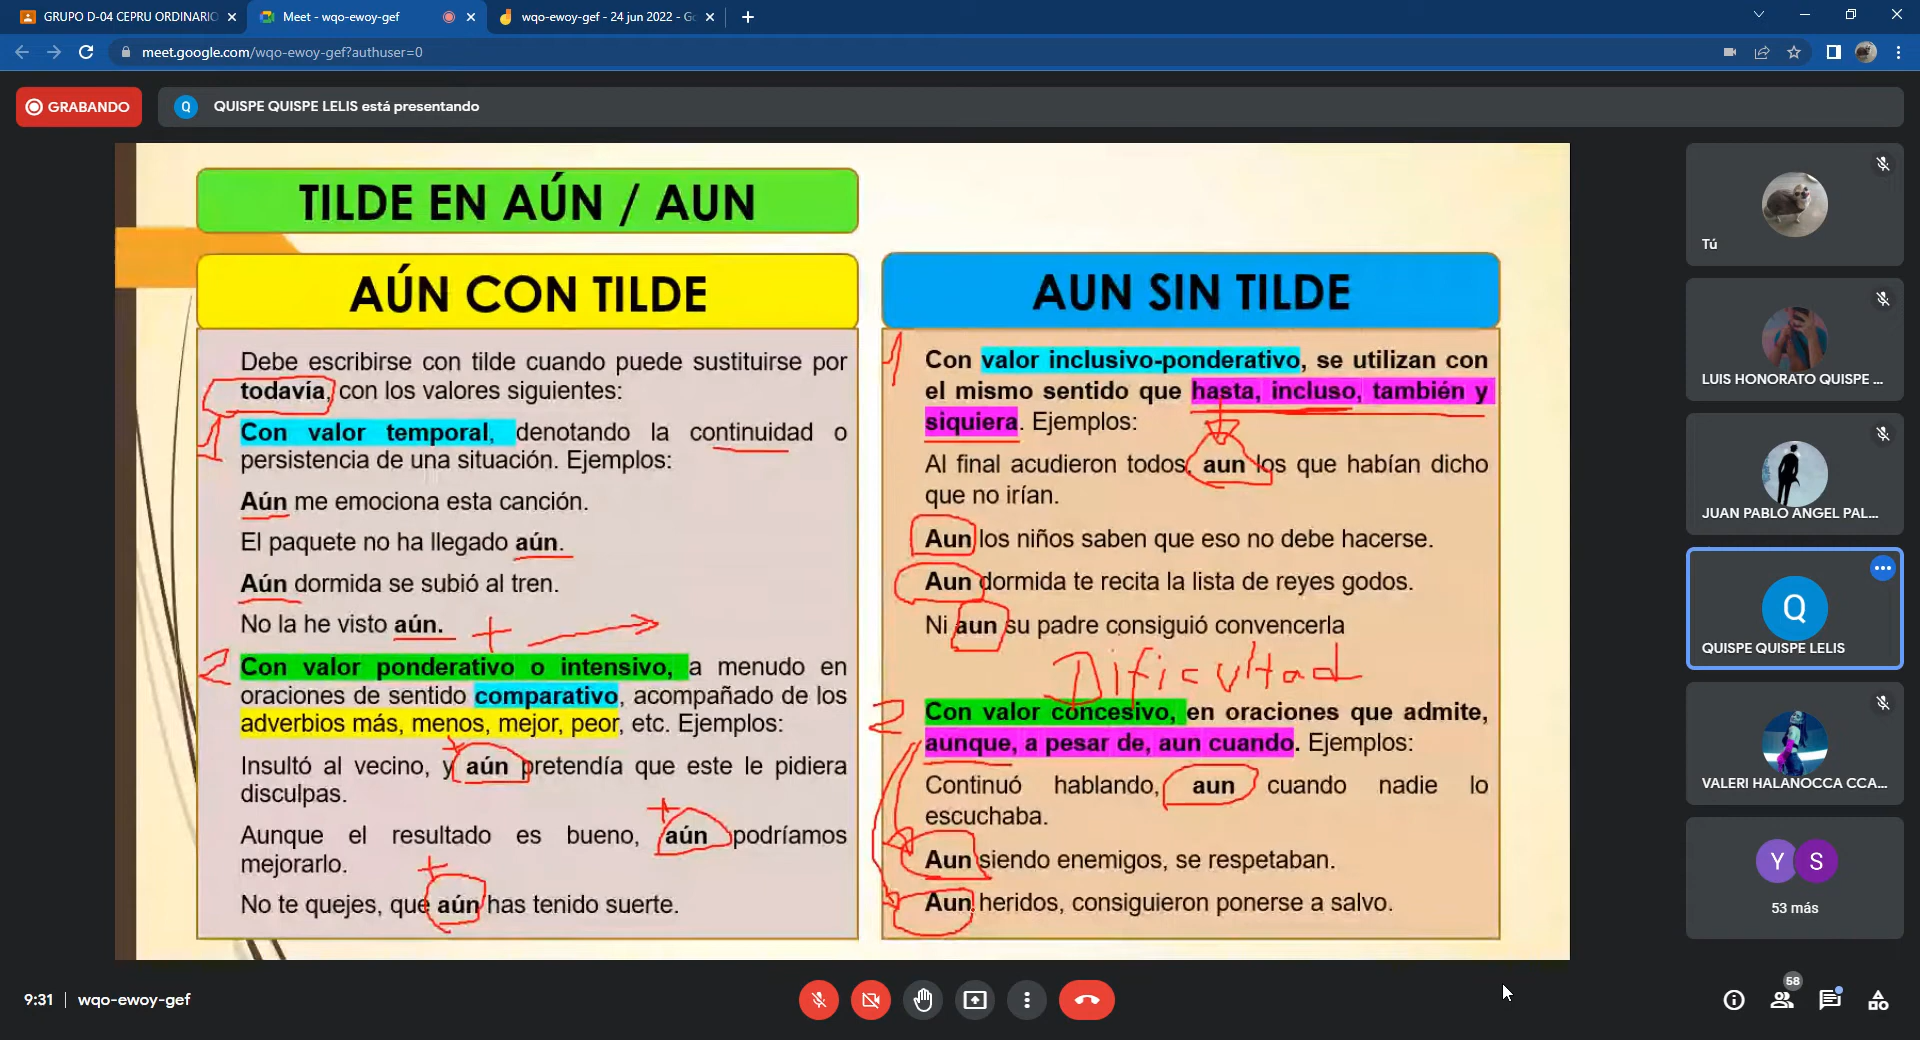 GRUPO D-04 CEPRU ORDINARIO
Meet - wqo-ewoy-gef
wqo-ewoy-gef - 24 jun 2022 - Go
meet.google.com/wqo-ewoy-gef?authuser=0
GRABANDO
Q QUISPE QUISPE LELIS está presentando
TILDE EN AÚN / AUN
AÚN CON TILDE
Debe escribirse con tilde cuando puede sustituirse por
todavía, con los valores siguientes:
1
Con valor temporal, denotando la continuidad o
persistencia de una situación. Ejemplos:
Aún me emociona esta canción.
El paquete no ha llegado aún.
Aún dormida se subió al tren.
No la he visto aún.
2
Con valor ponderativo o intensivo, a menudo en
oraciones de sentido comparativo, acompañado de los
adverbios más, menos, mejor, peor, etc. Ejemplos:
Insultó al vecino, y aún pretendía que este le pidiera
disculpas.
Aunque el resultado es bueno, aún podríamos
mejorarlo.
No te quejes, que aún has tenido suerte.
AUN SIN TILDE
1
Con valor inclusivo-ponderativo, se utilizan con
el mismo sentido que hasta, incluso, también y
siquiera. Ejemplos:
Al final acudieron todos, aun los que habían dicho
que no irían.
Aun los niños saben que eso no debe hacerse.
Aun dormida te recita la lista de reyes godos.
Ni aun su padre consiguió convencerla
Dificultad
2
Con valor concesivo, en oraciones que admite,
aunque, a pesar de, aun cuando. Ejemplos:
Continuó hablando, aun cuando nadie lo
escuchaba.
Aun siendo enemigos, se respetaban.
Aun heridos, consiguieron ponerse a salvo.
Tú
LUIS HONORATO QUISPE ...
JUAN PABLO ANGEL PAL...
Q
QUISPE QUISPE LELIS
VALERI HALANOCCA CCA...
Y S
53 más
9:31 | wqo-ewoy-gef
58